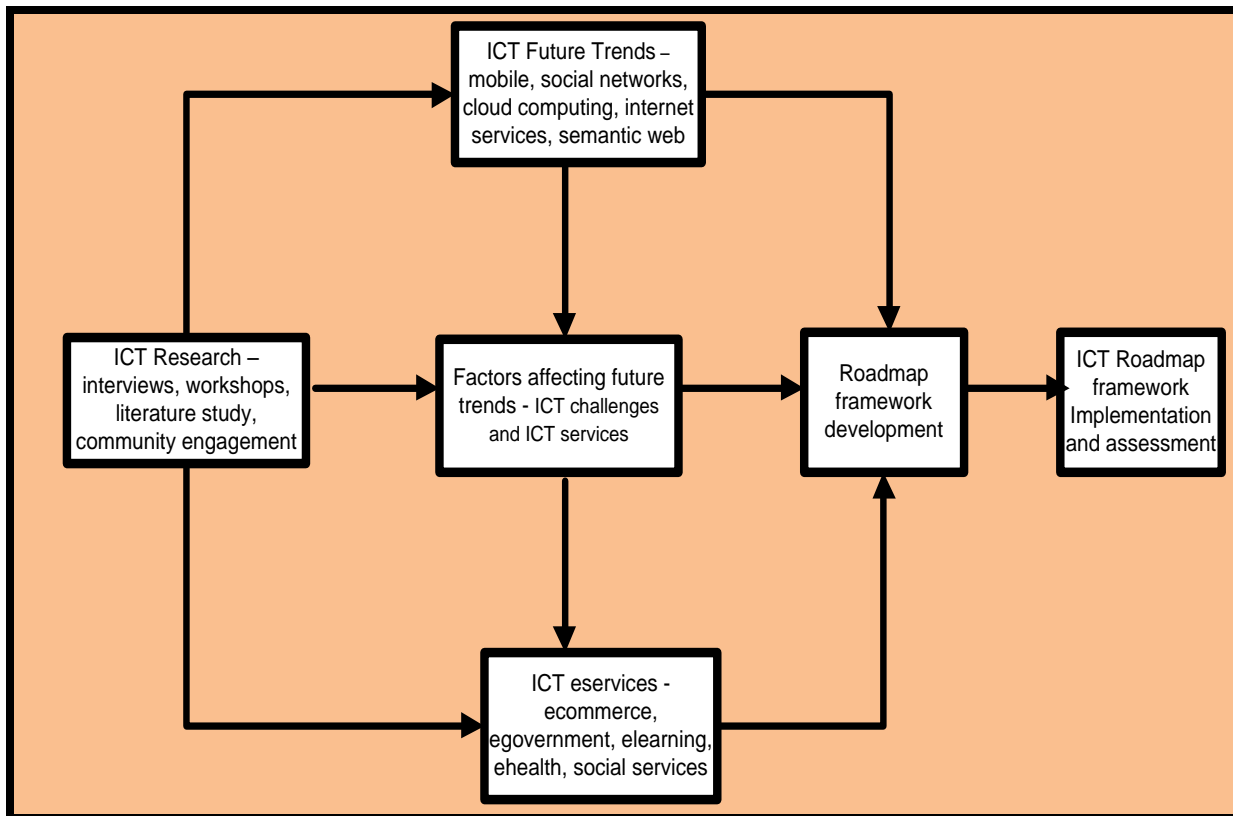 ICT Future Trends –
mobile, social networks,
cloud computing, internet
services, semantic web
ICT Research –
interviews, workshops,
literature study,
community engagement
Factors affecting future
trends - ICT challenges
and ICT services
Roadmap
framework
development
ICT Roadmap
framework
Implementation
and assessment
ICT eservices -
ecommerce,
egovernment, elearning,
ehealth, social services